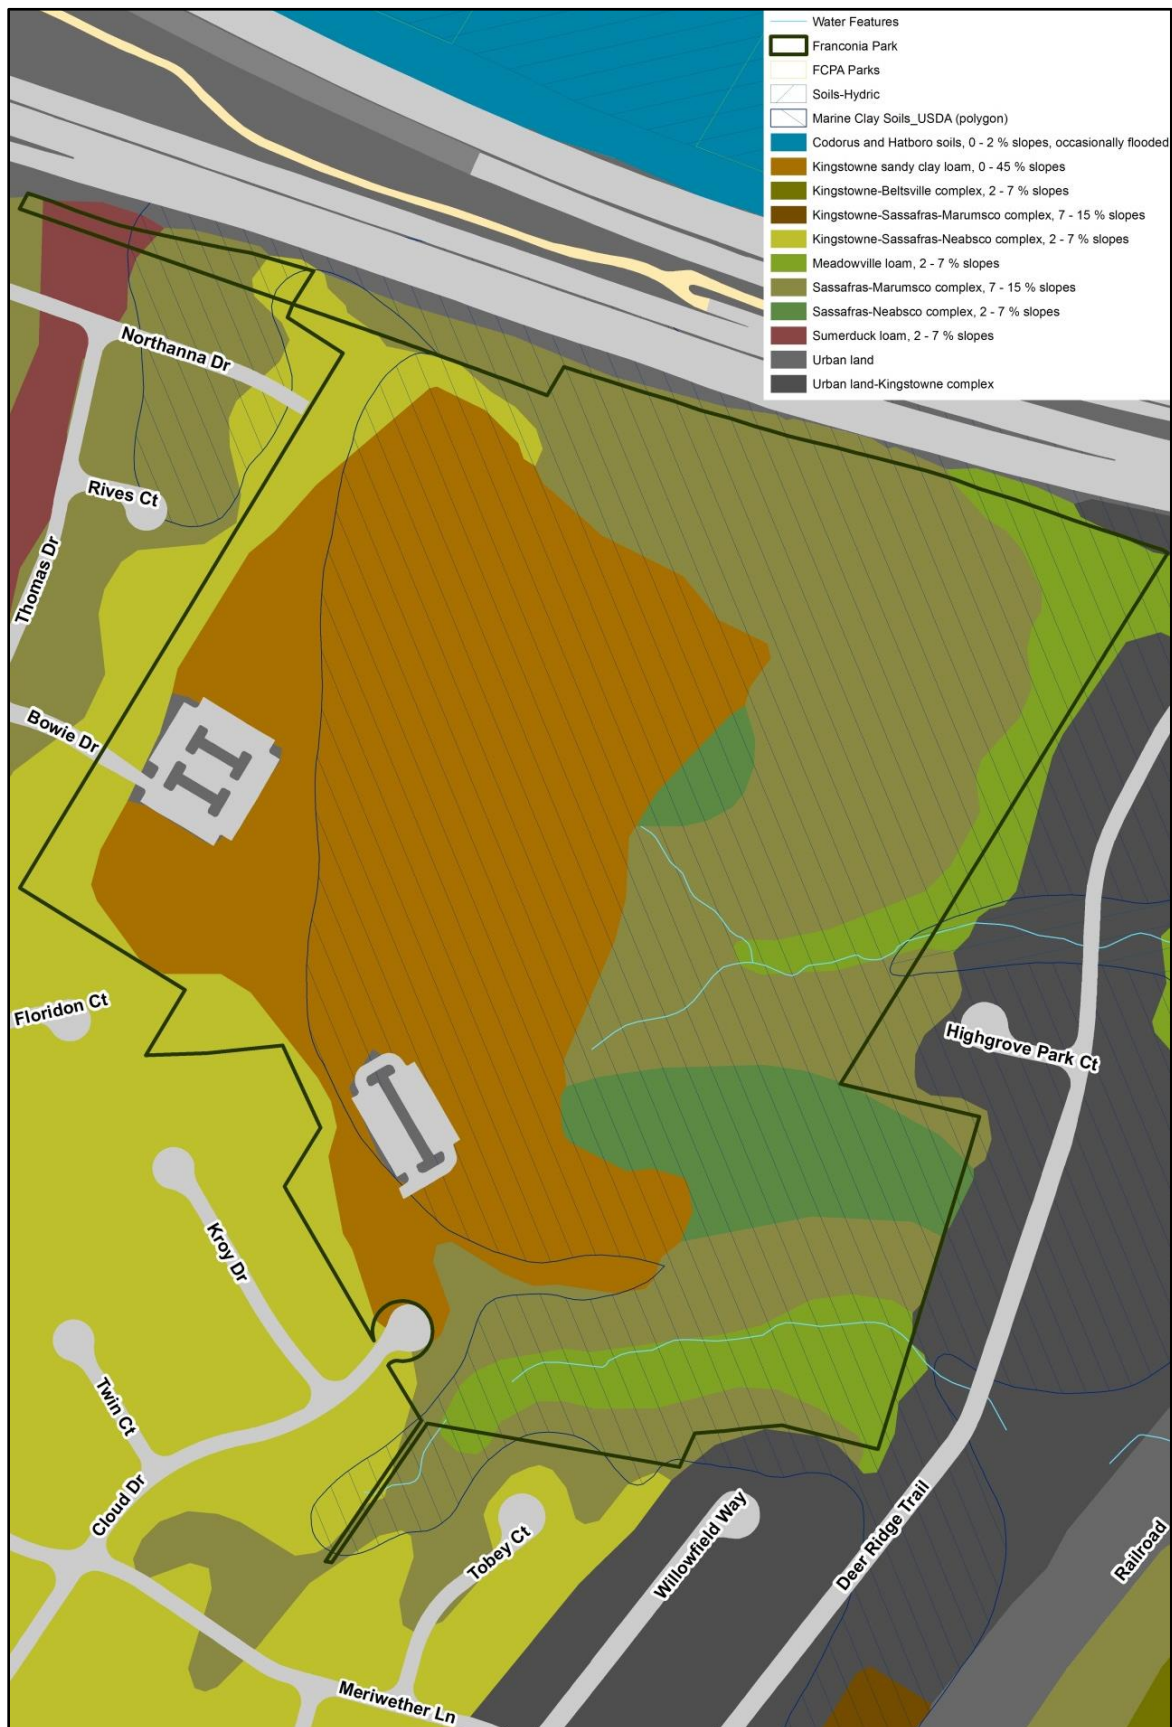 Water Features
Franconia Park
FCPA Parks
Soils-Hydric
Marine Clay Soils_USDA (polygon)
Codorus and Hatboro soils, 0 - 2 % slopes, occasionally flooded
Kingstowne sandy clay loam, 0 - 45 % slopes
Kingstowne-Beltsville complex, 2 - 7 % slopes
Kingstowne-Sassafras-Marumsco complex, 7 - 15 % slopes
Kingstowne-Sassafras-Neabsco complex, 2 - 7 % slopes
Meadowville loam, 2 - 7 % slopes
Sassafras-Marumsco complex, 7 - 15 % slopes
Sassafras-Neabsco complex, 2 - 7 % slopes
Sumerduck loam, 2 - 7 % slopes
Urban land
Urban land-Kingstowne complex
Northanna Dr
Rives Ct
Thomas Dr
Bowie Dr
Floridon Ct
Highgrove Park Ct
Kroy Dr
Twin Ct
Cloud Dr
Tobey Ct
Willowfield Way
Deer Ridge Trail
Railroad
Meriwether Ln